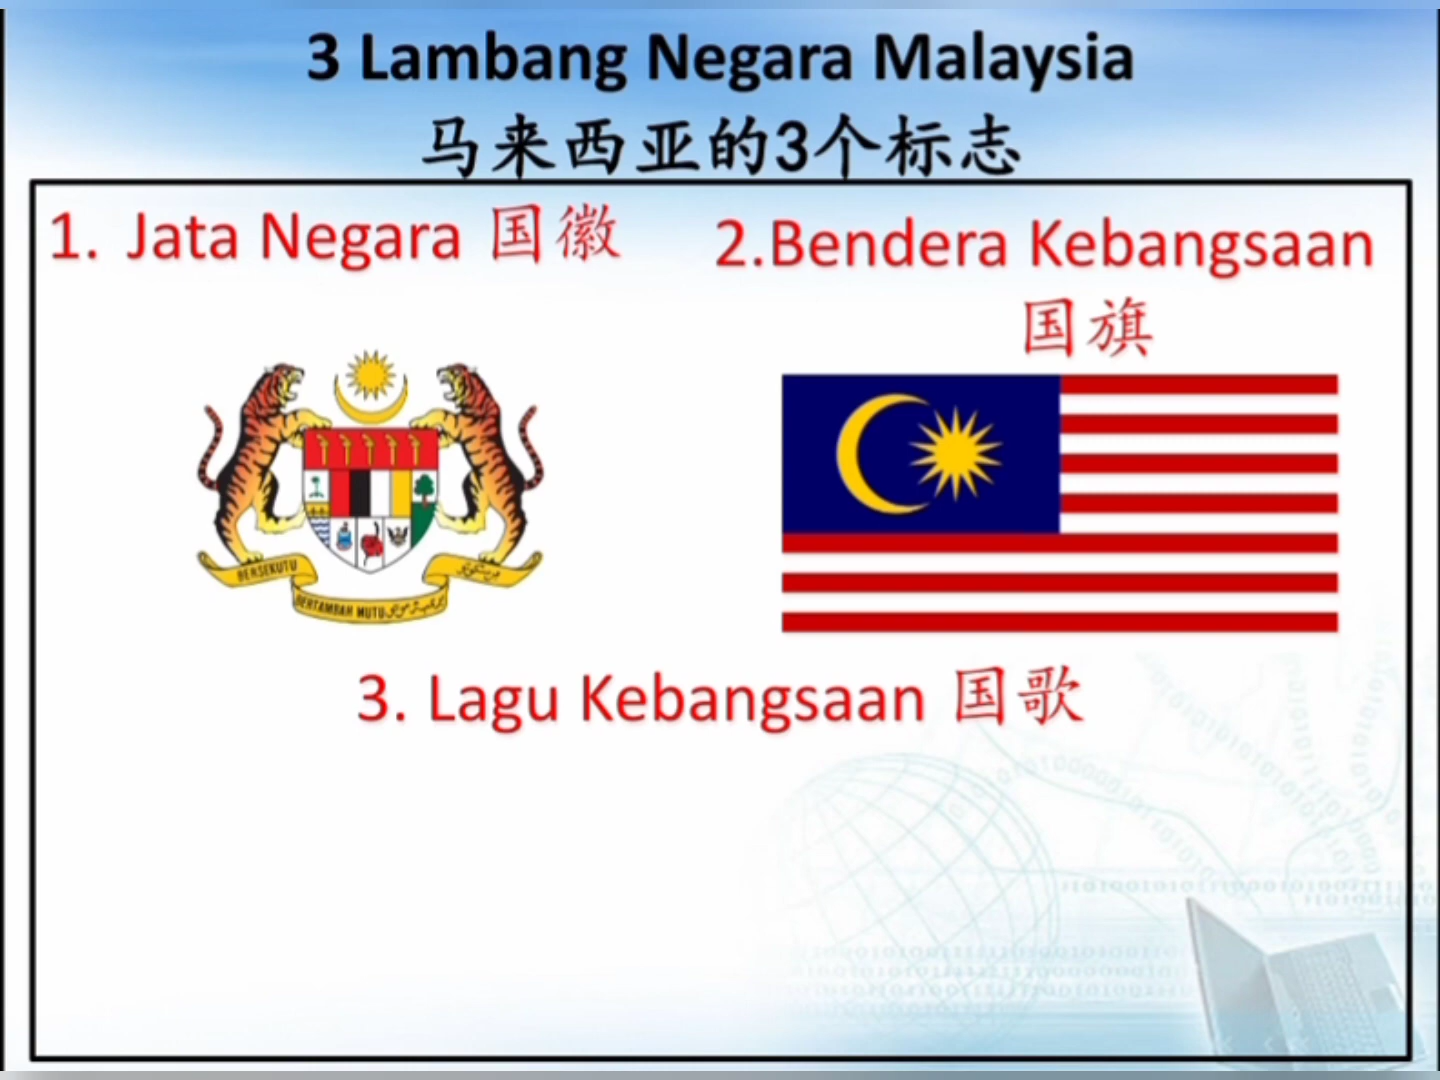 3 Lambang Negara Malaysia
马来西亚的3个标志
1. Jata Negara 国徽
2.Bendera Kebangsaan
国旗
BERSEKUTU
BERTAMBAH MUTU
3. Lagu Kebangsaan 国歌